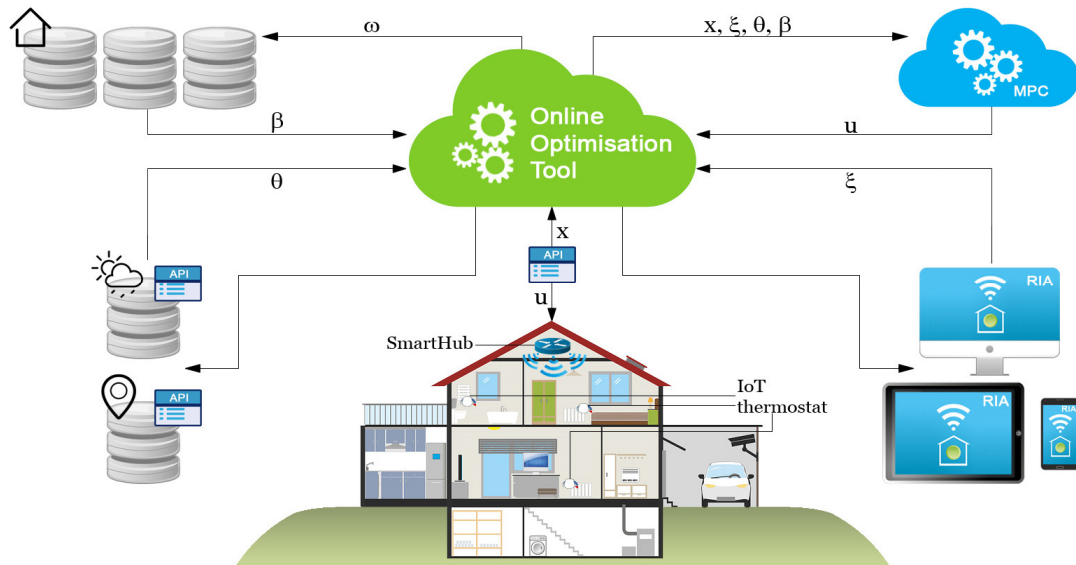 ω
x, ξ, θ, β
Online
Optimisation
Tool
MPC
β
u
θ
ξ
x
API
u
API
RIA
SmartHub
IoT
thermostat
API
RIA
RIA